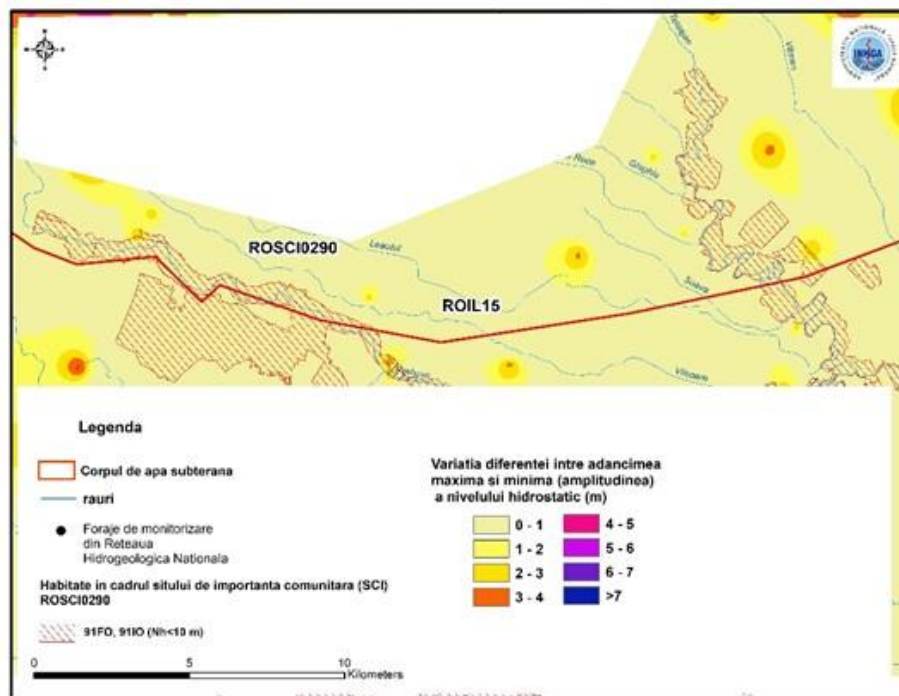 ROSCI0290
ROIL15
Ghighiu
Leaotul
Viisoara
Legenda
Corpul de apa subterana
rauri
Foraje de monitorizare
din Reteaua
Hidrogeologica Nationala
Habitate in cadrul sitului de importanta comunitara (SCI)
ROSCI0290
91FO, 91IO (Nh<10 m)
0 5 10
Kilometers
Variatia diferentei intre adancimea
maxima si minima (amplitudinea)
a nivelului hidrostatic (m)
0 - 1
1 - 2
2 - 3
3 - 4
4 - 5
5 - 6
6 - 7
>7